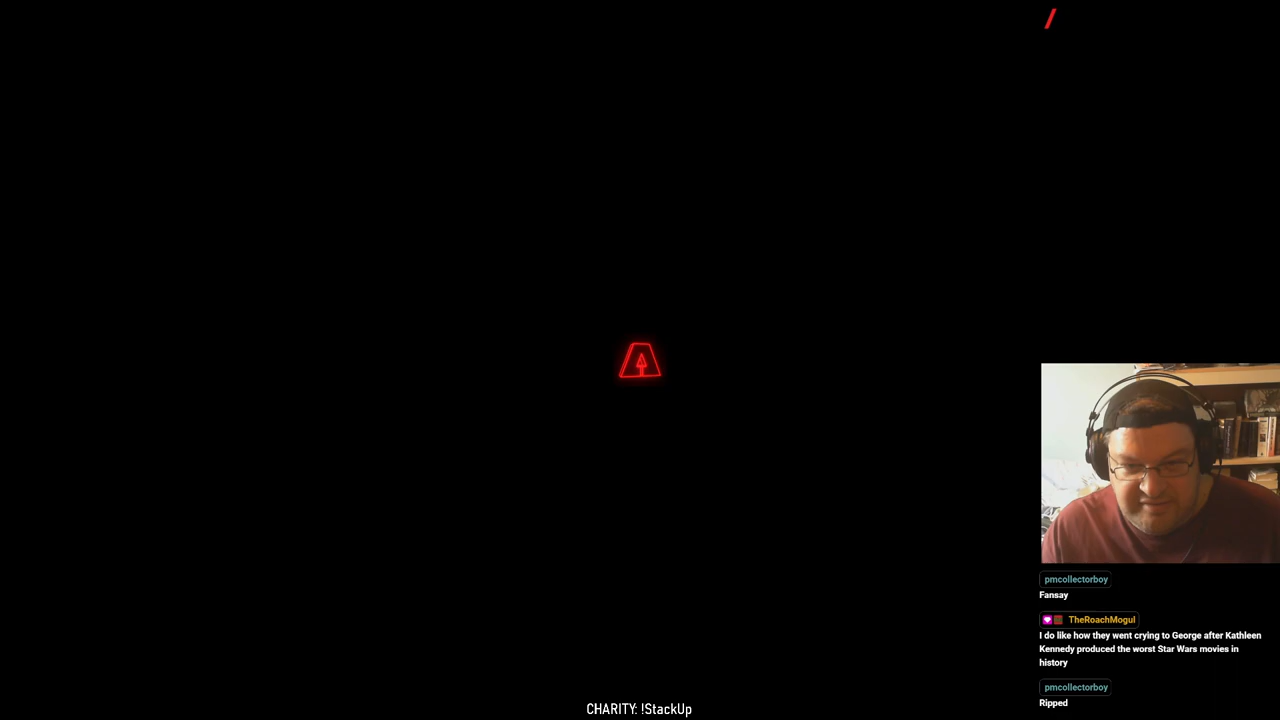 pmcollectorboy
Fansay
TheRoachMogul
I do like how they went crying to George after Kathleen
Kennedy produced the worst Star Wars movies in
history
pmcollectorboy
Ripped
CHARITY: !StackUp